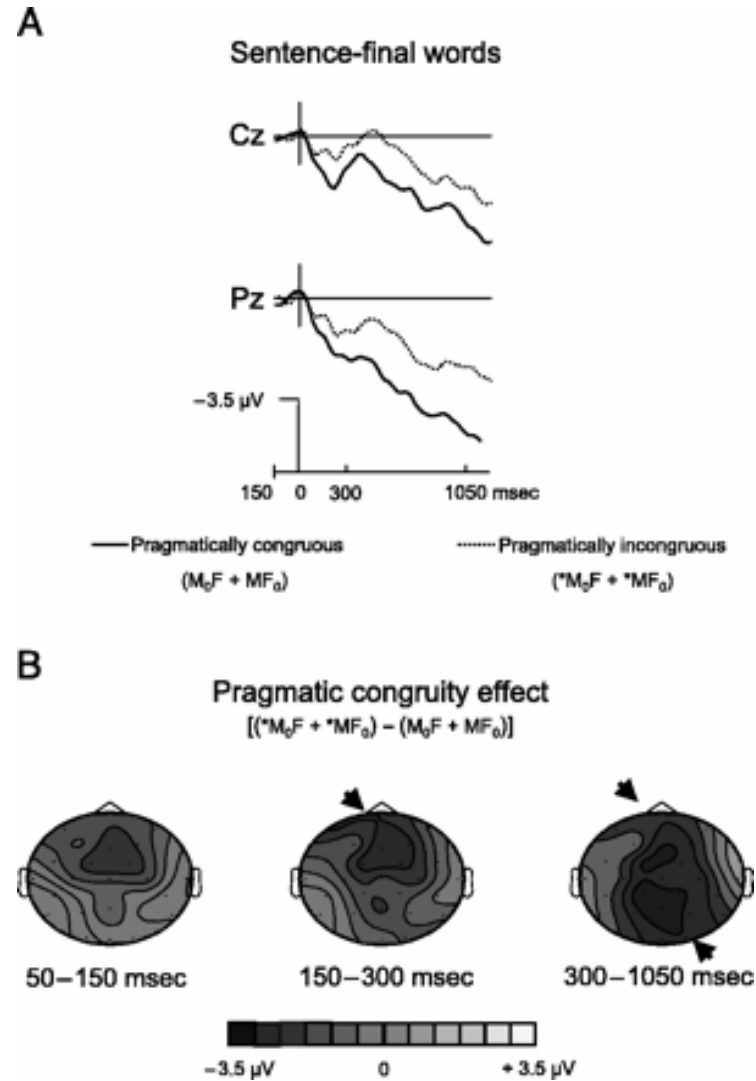 A
Sentence-final words
Cz
Pz
−3.5 µV
150 0 300 1050 msec
Pragmatically congruous
(M₀F + MF₀)
Pragmatically incongruous
(*M₀F + *M₀F)
B
Pragmatic congruity effect
[(*M₀F + *MF₀) − (M₀F + MF₀)]
50−150 msec 150−300 msec 300−1050 msec
−3.5 µV 0 + 3.5 µV